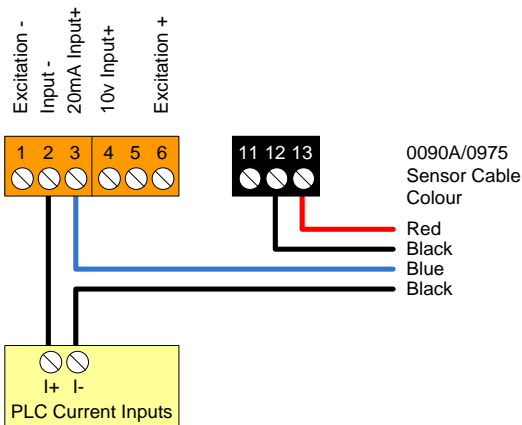 Excitation -
Input -
20mA Input+
10v Input+
Excitation +
1 2 3 4 5 6
11 12 13
0090A/0975
Sensor Cable
Colour
Red
Black
Blue
Black
I+ I-
PLC Current Inputs